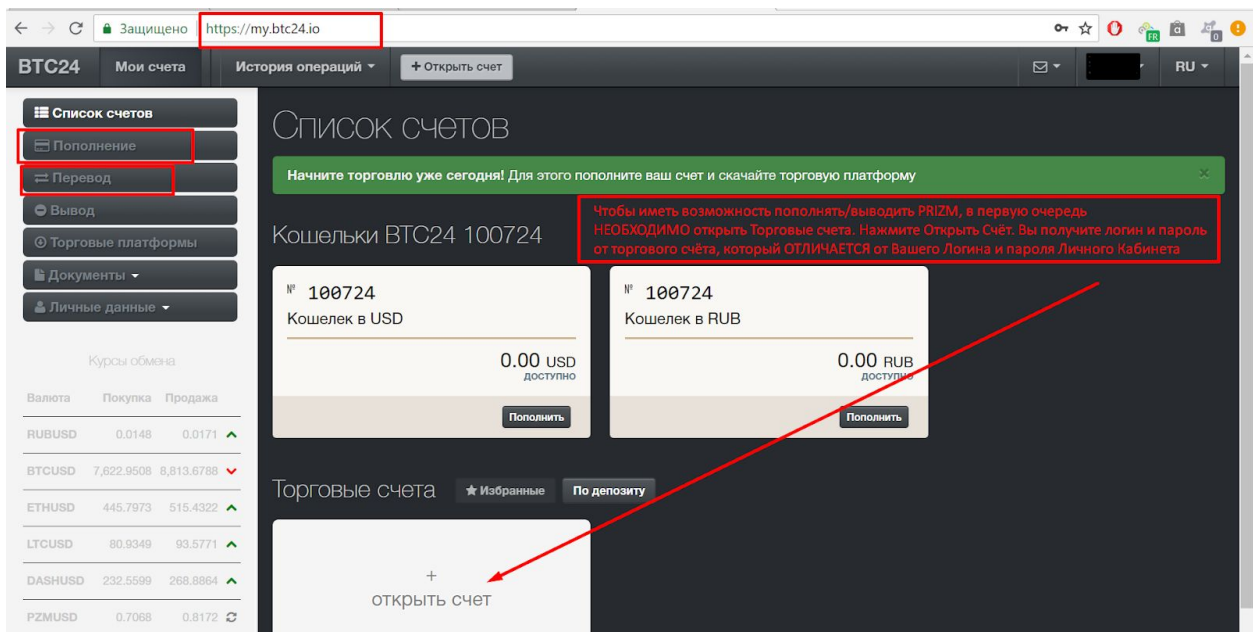 Защищено https://my.btc24.io
BTC24 Мои счета История операций + Открыть счет RU
Список счетов
Пополнение
Перевод
Вывод
Торговые платформы
Документы
Личные данные
Курсы обмена
Валюта Покупка Продажа
RUBUSD 0.0148 0.0171
BTCUSD 7,622.9508 8,813.6788
ETHUSD 445.7973 515.4322
LTCUSD 80.9349 93.5771
DASHUSD 232.5599 268.8864
PZMUSD 0.7068 0.8172
Список счетов
Начните торговлю уже сегодня! Для этого пополните ваш счет и скачайте торговую платформу ×
Чтобы иметь возможность пополнять/выводить PRIZM, в первую очередь
НЕОБХОДИМО открыть Торговые счета. Нажмите Открыть Счёт. Вы получите логин и пароль
от торгового счёта, который ОТЛИЧАЕТСЯ от Вашего Логина и пароля Личного Кабинета
Кошельки BTC24 100724
№ 100724
Кошелек в USD
0.00 USD
доступно
Пополнить
№ 100724
Кошелек в RUB
0.00 RUB
доступно
Пополнить
Торговые счета Избранные По депозиту
+
открыть счет